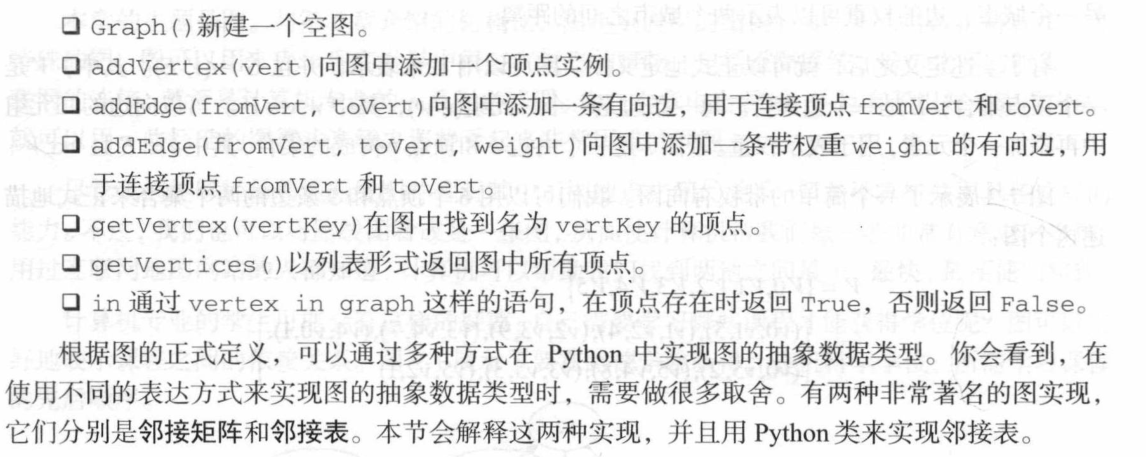 ❑ Graph()新建一个空图。
❑ addVertex(vert)向图中添加一个顶点实例。
❑ addEdge(fromVert, toVert)向图中添加一条有向边，用于连接顶点 fromVert 和 toVert。
❑ addEdge(fromVert, toVert, weight)向图中添加一条带权重 weight 的有向边，用
于连接顶点 fromVert 和 toVert。
❑ getVertex(vertKey)在图中找到名为 vertKey 的顶点。
❑ getVertices()以列表形式返回图中所有顶点。
❑ in 通过 vertex in graph 这样的语句，在顶点存在时返回 True，否则返回 False。
根据图的正式定义，可以通过多种方式在 Python 中实现图的抽象数据类型。你会看到，在
使用不同的表达方式来实现图的抽象数据类型时，需要做很多取舍。有两种非常著名的图实现，
它们分别是邻接矩阵和邻接表。本节会解释这两种实现，并且用 Python 类来实现邻接表。